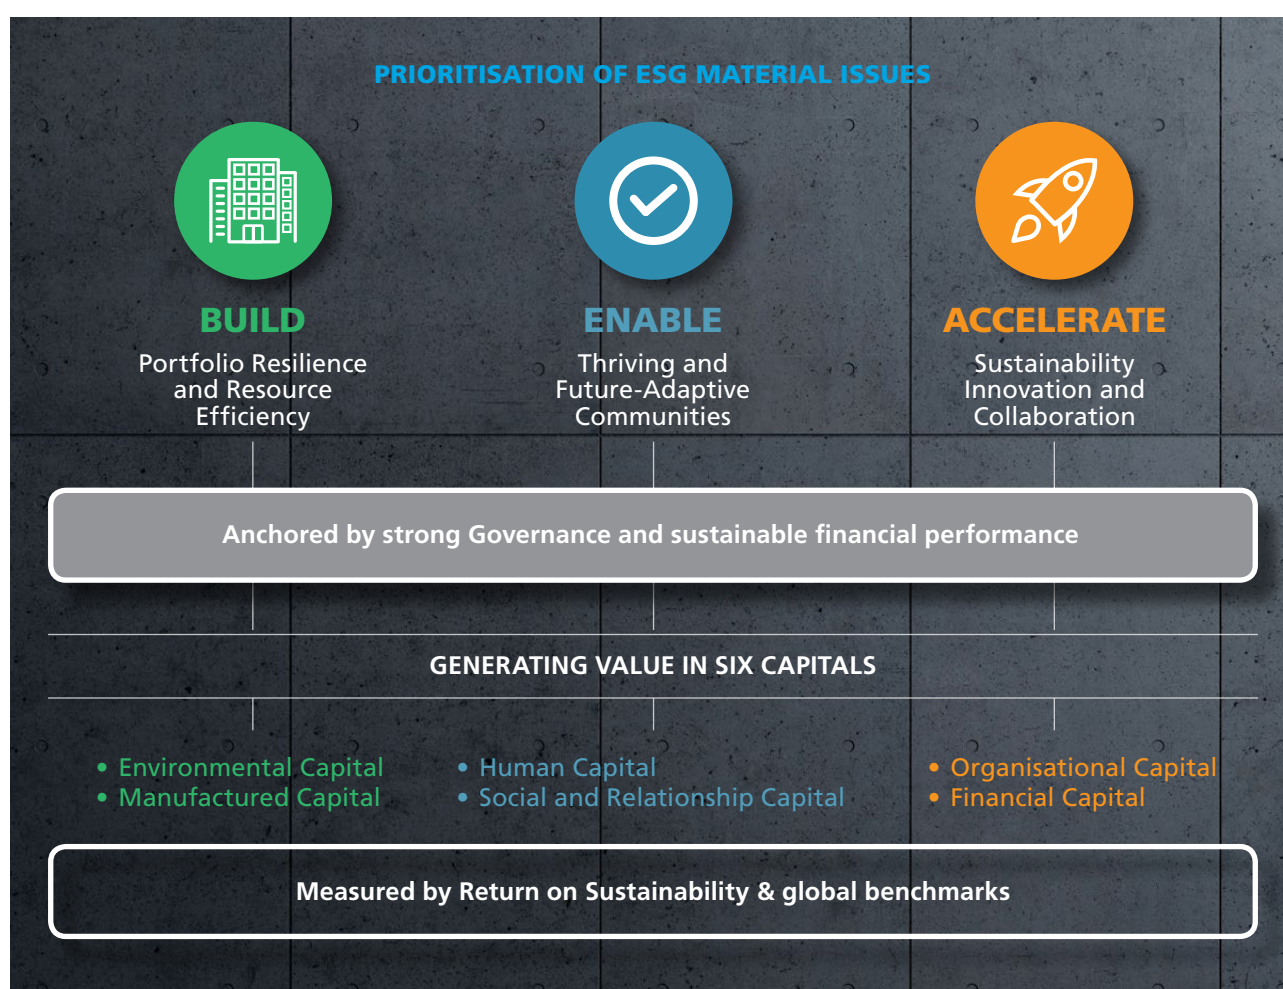 PRIORITISATION OF ESG MATERIAL ISSUES
BUILD
Portfolio Resilience
and Resource
Efficiency
ENABLE
Thriving and
Future-Adaptive
Communities
ACCELERATE
Sustainability
Innovation and
Collaboration
Anchored by strong Governance and sustainable financial performance
GENERATING VALUE IN SIX CAPITALS
• Environmental Capital
• Manufactured Capital
• Human Capital
• Social and Relationship Capital
• Organisational Capital
• Financial Capital
Measured by Return on Sustainability & global benchmarks